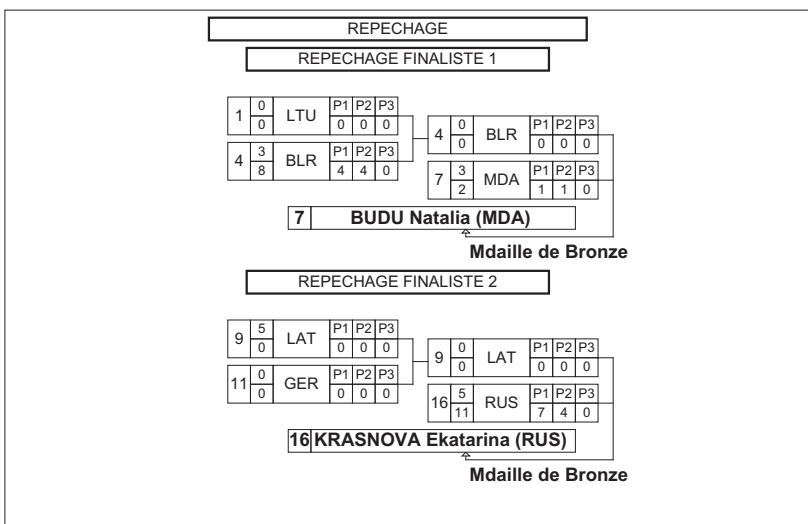 REPECHAGE
REPECHAGE FINALISTE 1
1 0 LTU P1 P2 P3
0 0 0 0
4 3 BLR P1 P2 P3
8 4 4 0
4 0 BLR P1 P2 P3
0 0 0 0
7 3 MDA P1 P2 P3
2 1 1 0
7 BUDU Natalia (MDA)
Mdaille de Bronze
REPECHAGE FINALISTE 2
9 5 LAT P1 P2 P3
0 0 0 0
11 0 GER P1 P2 P3
0 0 0 0
9 0 LAT P1 P2 P3
0 0 0 0
16 5 RUS P1 P2 P3
11 7 4 0
16 KRASNOVA Ekatarina (RUS)
Mdaille de Bronze